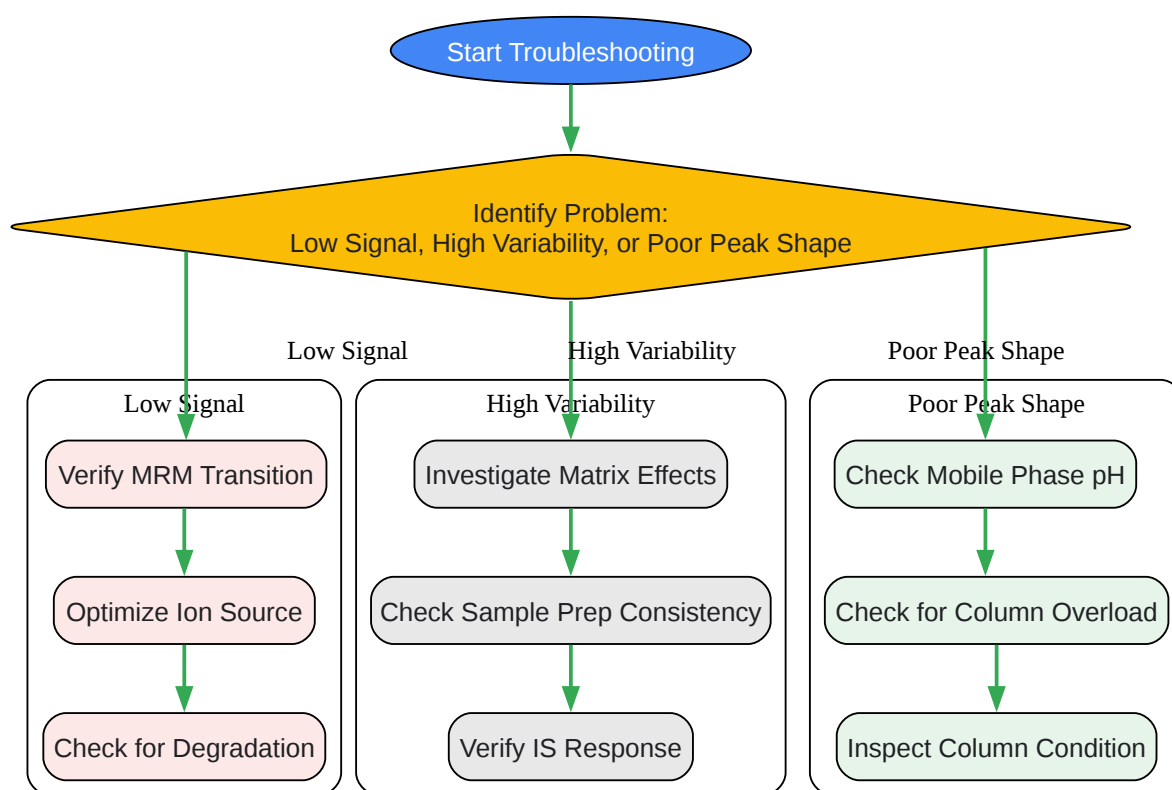 Start Troubleshooting
Identify Problem:
Low Signal, High Variability, or Poor Peak Shape
Low Signal
High Variability
Poor Peak Shape
Low Signal
High Variability
Poor Peak Shape
Verify MRM Transition
Investigate Matrix Effects
Check Mobile Phase pH
Optimize Ion Source
Check Sample Prep Consistency
Check for Column Overload
Check for Degradation
Verify IS Response
Inspect Column Condition